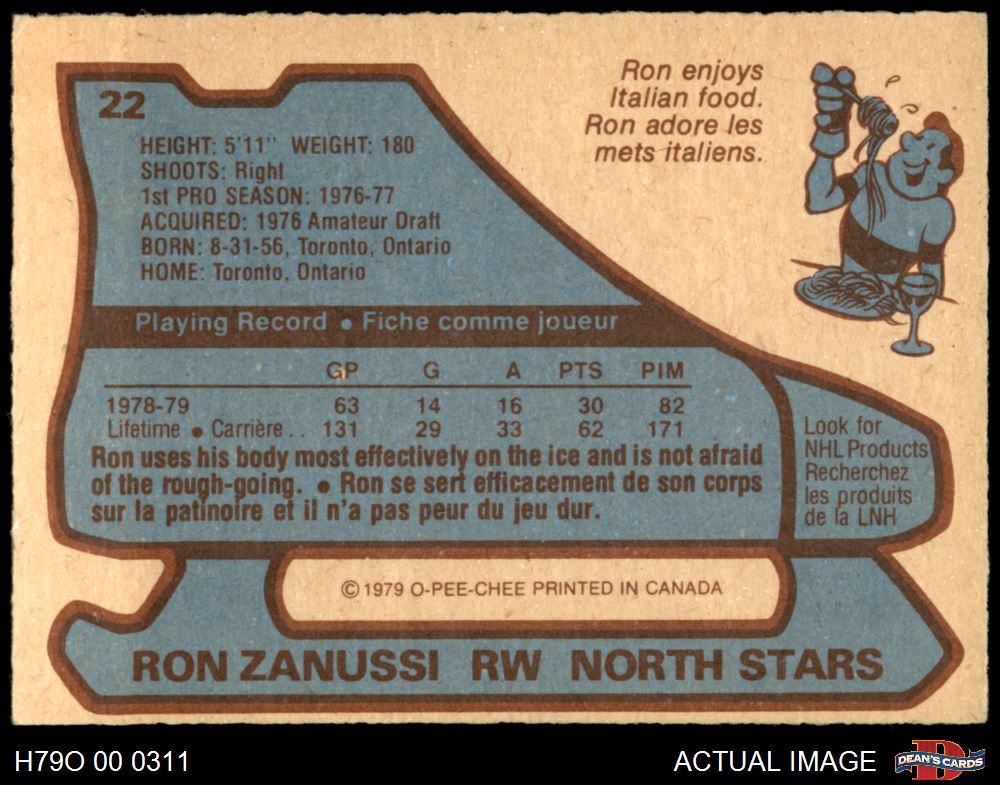 22
Ron enjoys
Italian food.
Ron adore les
mets italiens.
HEIGHT: 5'11" WEIGHT: 180
SHOOTS: Right
1st PRO SEASON: 1976-77
ACQUIRED: 1976 Amateur Draft
BORN: 8-31-56, Toronto, Ontario
HOME: Toronto, Ontario
Playing Record • Fiche comme joueur
GP G A PTS PIM
1978-79 63 14 16 30 82
Lifetime • Carrière .. 131 29 33 62 171
Ron uses his body most effectively on the ice and is not afraid
of the rough-going. • Ron se sert efficacement de son corps
sur la patinoire et il n'a pas peur du jeu dur.
Look for
NHL Products
Recherchez
les produits
de la LNH
© 1979 O-PEE-CHEE PRINTED IN CANADA
RON ZANUSSI RW NORTH STARS
H79O 00 0311
ACTUAL IMAGE
D
DEAN'S CARDS